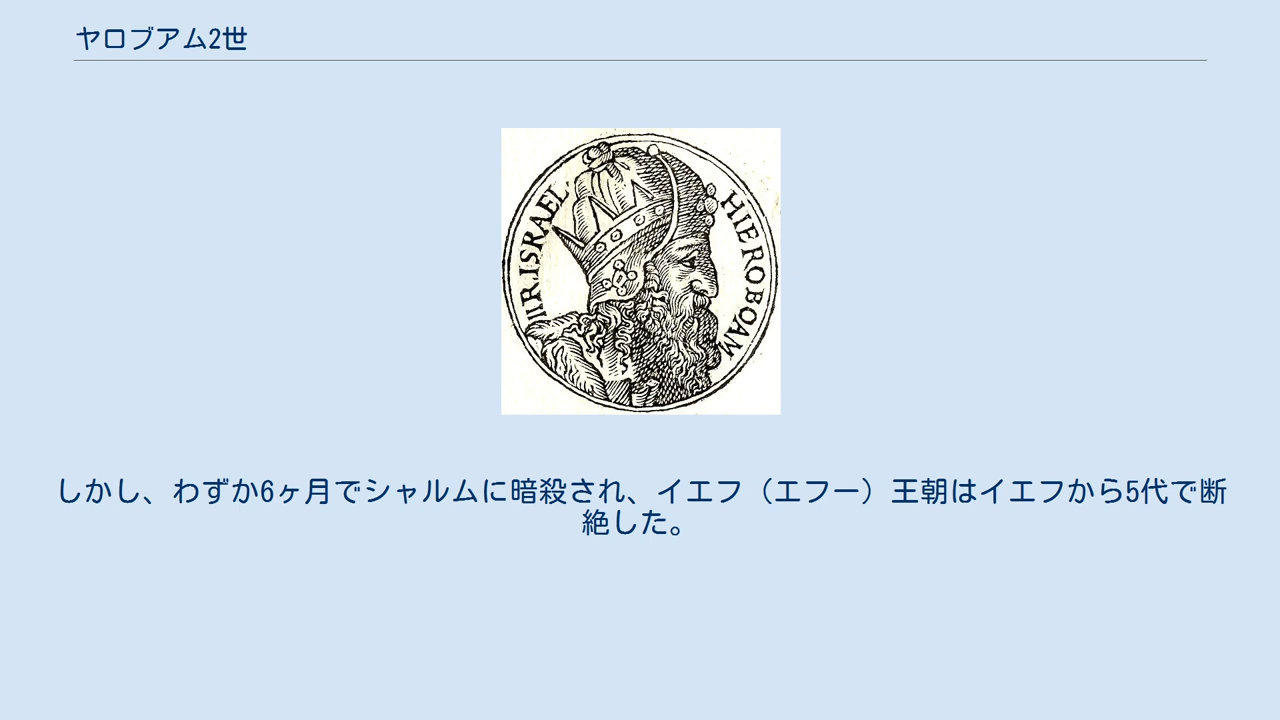 ヤロブアム2世
IIR.ISRAEL HIEROBOAM
しかし、わずか6ヶ月でシャルムに暗殺され、イエフ（エフー）王朝はイエフから5代で断
絶した。